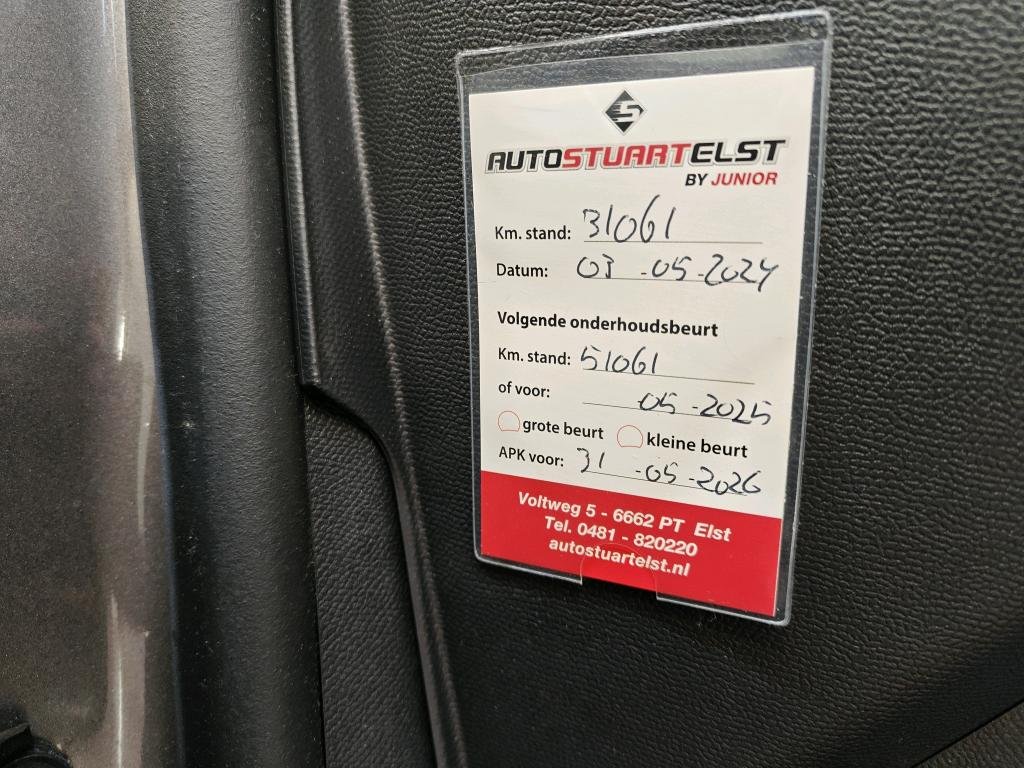 S
AUTOSTUARTELST
BY JUNIOR
Km. stand: 31061
Datum: 03-05-2024
Volgende onderhoudsbeurt
Km. stand: 51061
of voor: 05-2025
grote beurt kleine beurt
APK voor: 31-05-2026
Voltweg 5 - 6662 PT Elst
Tel. 0481 - 820220
autostuartelst.nl